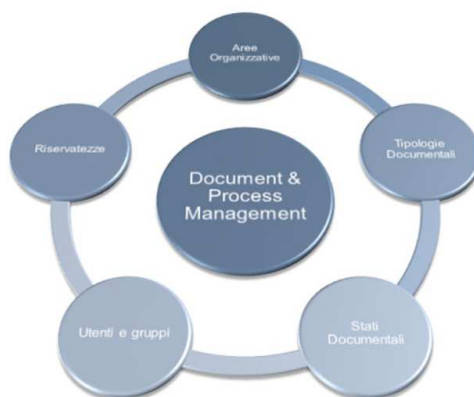 Aree
Organizzative
Riservatezze
Tipologie
Documentali
Document &
Process
Management
Utenti e gruppi
Stati
Documentali